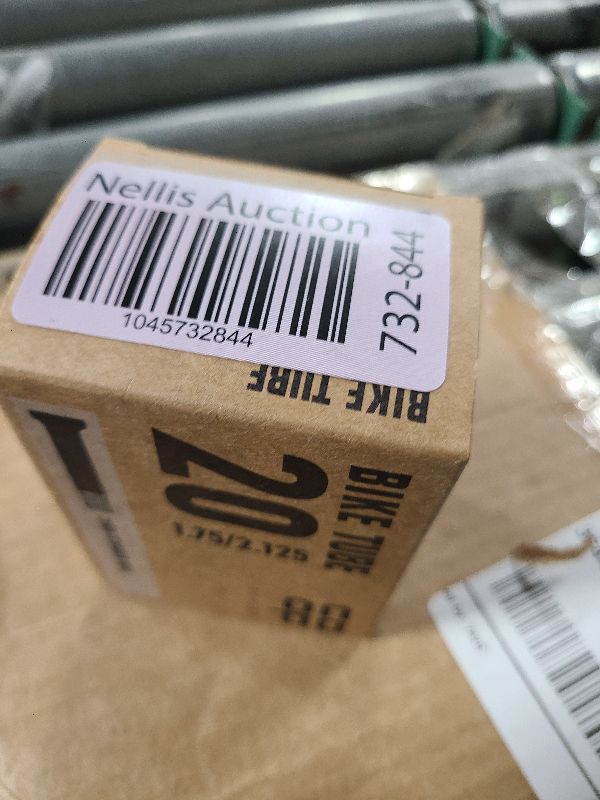 Nellis Auction
1045732844
732-844
BIKE TUBE
BIKE TUBE
20
1.75/2.125